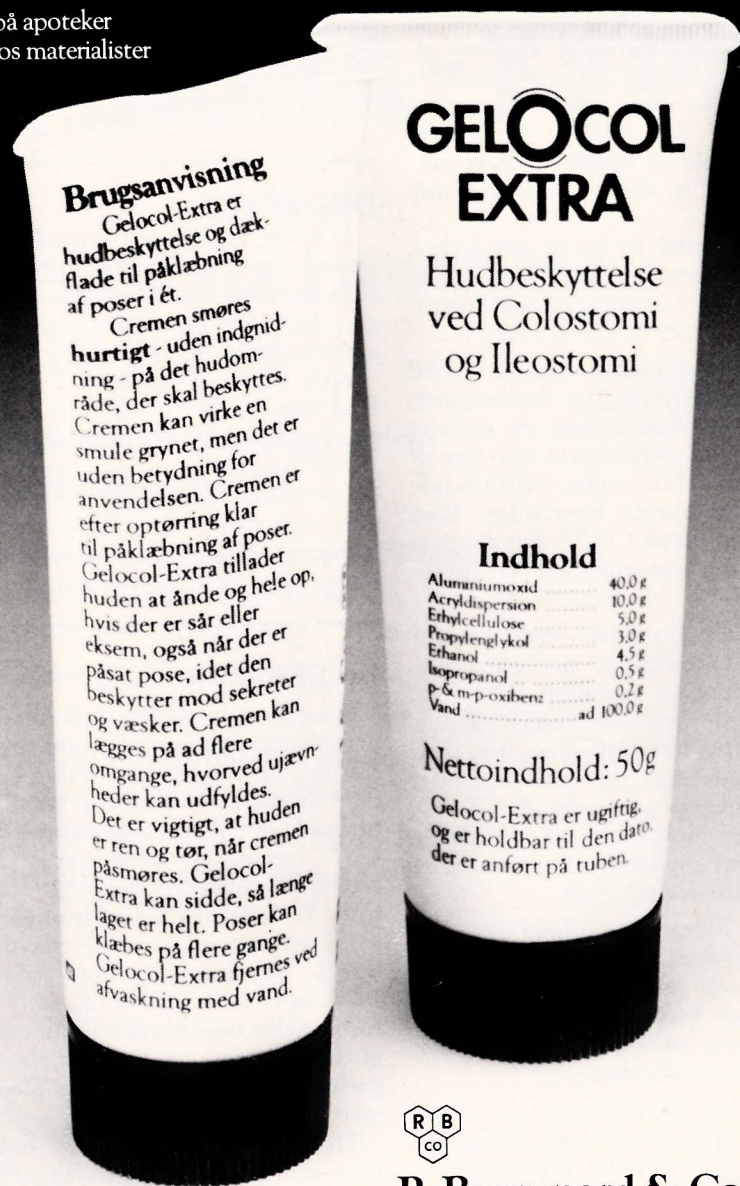 på apoteker
os materialister
Brugsanvisning
Gelocol-Extra er
hudbeskyttelse og dæk-
flade til påklæbning
af poser i ét.
Cremen smøres
hurtigt - uden indgnid-
ning - på det hudom-
råde, der skal beskyttes.
Cremen kan virke en
smule grynet, men det er
uden betydning for
anvendelsen. Cremen er
efter optørring klar
til påklæbning af poser.
Gelocol-Extra tillader
huden at ånde og hele op,
hvis der er sår eller
eksem, også når der er
påsat pose, idet den
beskytter mod sekreter
og væsker. Cremen kan
lægges på ad flere
omgange, hvorved ujævn-
heder kan udfyldes.
Det er vigtigt, at huden
er ren og tør, når cremen
påsmøres. Gelocol-
Extra kan sidde, så længe
laget er helt. Poser kan
klæbes på flere gange.
Gelocol-Extra fjernes ved
afvaskning med vand.
GELOCOL
EXTRA
Hudbeskyttelse
ved Colostomi
og Ileostomi
Indhold
Aluminiumoxid ........ 40,0 g
Acryldispersion ........ 10,0 g
Ethylcellulose ........ 5,0 g
Propylenglykol ........ 3,0 g
Ethanol ........ 4,5 g
Isopropanol ........ 0,5 g
p-& m-p-oxibenz ........ 0,2 g
Vand ........ ad 100,0 g
Nettoindhold: 50g
Gelocol-Extra er ugiftig,
og er holdbar til den dato,
der er anført på tuben.
R B
CO
& Co